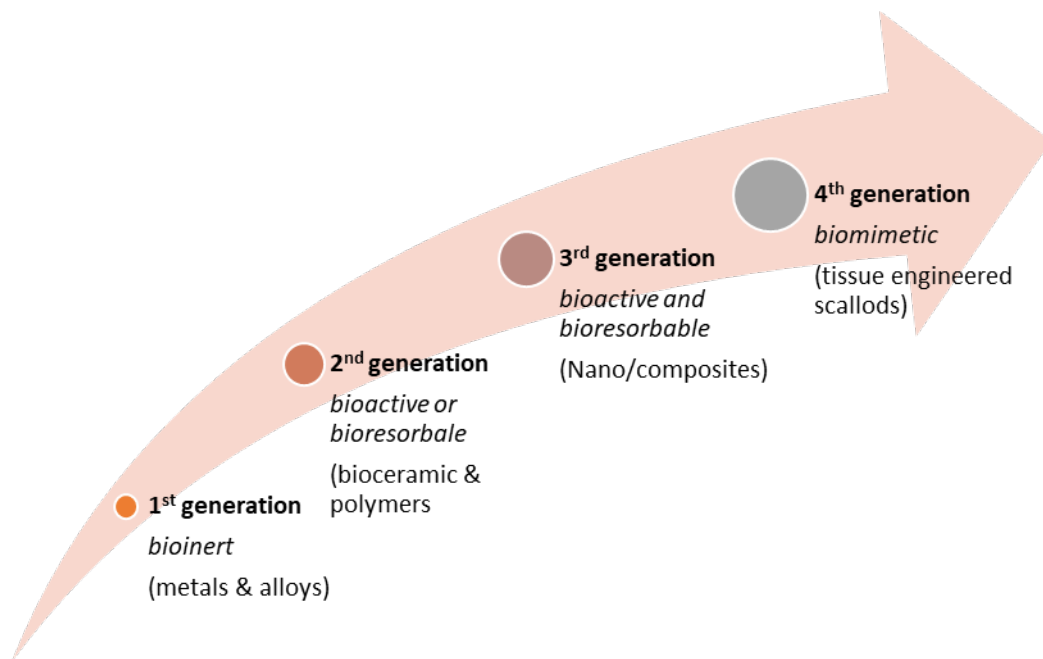 1st generation
bioinert
(metals & alloys)
2nd generation
bioactive or
bioresorbale
(bioceramic &
polymers
3rd generation
bioactive and
bioresorbable
(Nano/composites)
4th generation
biomimetic
(tissue engineered
scallods)